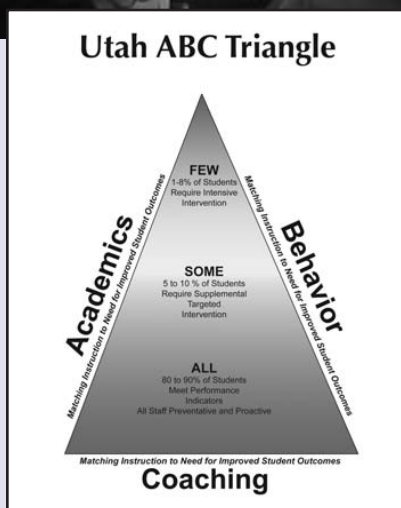 Utah ABC Triangle
FEW
1-8% of Students
Require Intensive
Intervention
SOME
5 to 10 % of Students
Require Supplemental
Targeted
Intervention
ALL
80 to 90% of Students
Meet Performance
Indicators
All Staff Preventative and Proactive
Academics
Matching Instruction to Need for Improved Student Outcomes
Behavior
Matching Instruction to Need for Improved Student Outcomes
Matching Instruction to Need for Improved Student Outcomes
Coaching